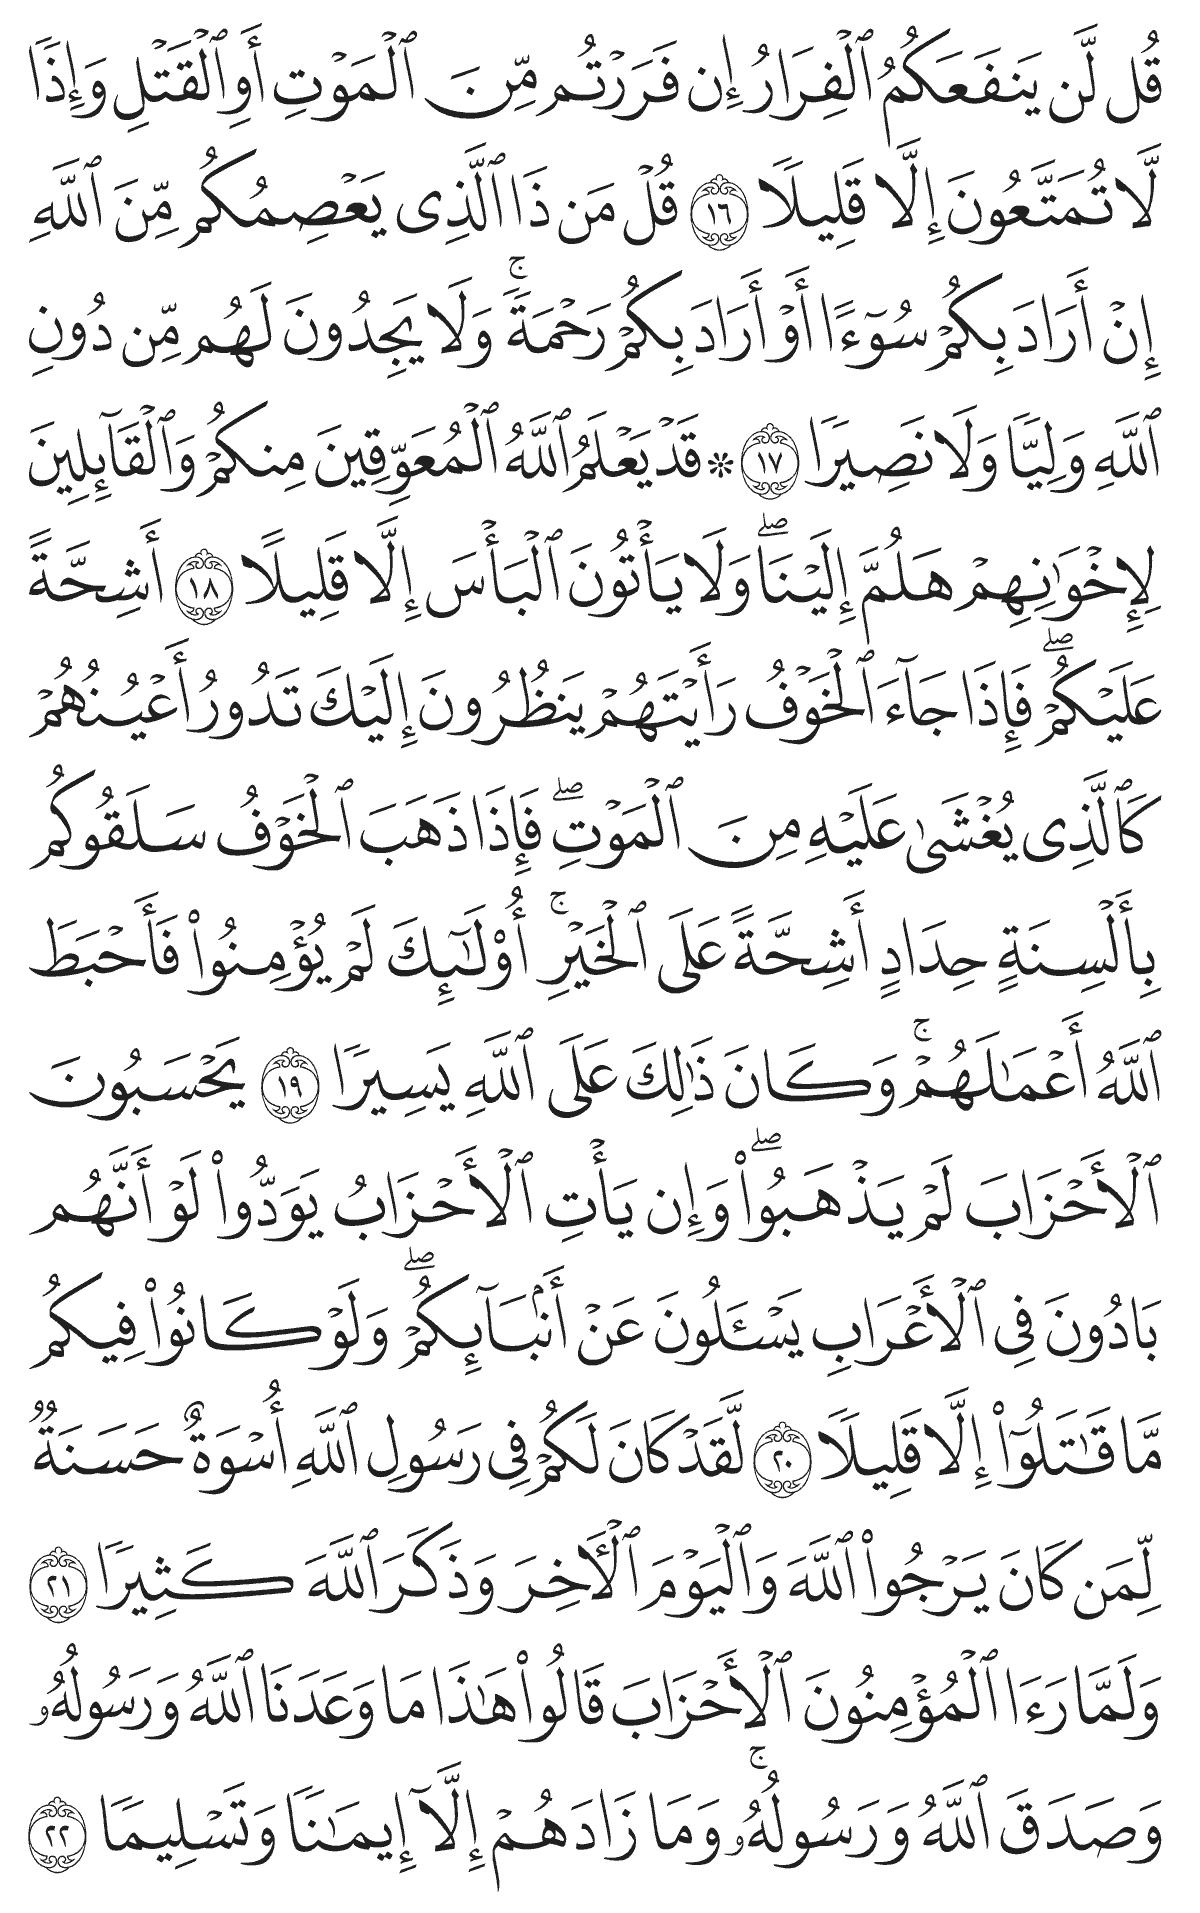 قُل لَّن يَنفَعَكُمُ ٱلْفِرَارُ إِن فَرَرْتُم مِّنَ ٱلْمَوْتِ أَوِ ٱلْقَتْلِ وَإِذًا
لَّا تُمَتَّعُونَ إِلَّا قَلِيلًا ١٦ قُلْ مَن ذَا ٱلَّذِى يَعْصِمُكُم مِّنَ ٱللَّهِ
إِنْ أَرَادَ بِكُمْ سُوٓءًا أَوْ أَرَادَ بِكُمْ رَحْمَةً ۚ وَلَا يَجِدُونَ لَهُم مِّن دُونِ
ٱللَّهِ وَلِيًّا وَلَا نَصِيرًا ١٧ ۞ قَدْ يَعْلَمُ ٱللَّهُ ٱلْمُعَوِّقِينَ مِنكُمْ وَٱلْقَآئِلِينَ
لِإِخْوَٰنِهِمْ هَلُمَّ إِلَيْنَا ۖ وَلَا يَأْتُونَ ٱلْبَأْسَ إِلَّا قَلِيلًا ١٨ أَشِحَّةً
عَلَيْكُمْ ۖ فَإِذَا جَآءَ ٱلْخَوْفُ رَأَيْتَهُمْ يَنظُرُونَ إِلَيْكَ تَدُورُ أَعْيُنُهُمْ
كَٱلَّذِى يُغْشَىٰ عَلَيْهِ مِنَ ٱلْمَوْتِ ۖ فَإِذَا ذَهَبَ ٱلْخَوْفُ سَلَقُوكُم
بِأَلْسِنَةٍ حِدَادٍ أَشِحَّةً عَلَى ٱلْخَيْرِ ۚ أُو۟لَٰٓئِكَ لَمْ يُؤْمِنُوا۟ فَأَحْبَطَ
ٱللَّهُ أَعْمَٰلَهُمْ ۚ وَكَانَ ذَٰلِكَ عَلَى ٱللَّهِ يَسِيرًا ١٩ يَحْسَبُونَ
ٱلْأَحْزَابَ لَمْ يَذْهَبُوا۟ ۖ وَإِن يَأْتِ ٱلْأَحْزَابُ يَوَدُّوا۟ لَوْ أَنَّهُم
بَادُونَ فِى ٱلْأَعْرَابِ يَسْـَٔلُونَ عَنْ أَنۢبَآئِكُمْ ۖ وَلَوْ كَانُوا۟ فِيكُم
مَّا قَٰتَلُوٓا۟ إِلَّا قَلِيلًا ٢٠ لَّقَدْ كَانَ لَكُمْ فِى رَسُولِ ٱللَّهِ أُسْوَةٌ حَسَنَةٌ
لِّمَن كَانَ يَرْجُوا۟ ٱللَّهَ وَٱلْيَوْمَ ٱلْـَٔاخِرَ وَذَكَرَ ٱللَّهَ كَثِيرًا ٢١
وَلَمَّا رَءَا ٱلْمُؤْمِنُونَ ٱلْأَحْزَابَ قَالُوا۟ هَٰذَا مَا وَعَدَنَا ٱللَّهُ وَرَسُولُهُۥ
وَصَدَقَ ٱللَّهُ وَرَسُولُهُۥ ۚ وَمَا زَادَهُمْ إِلَّآ إِيمَٰنًا وَتَسْلِيمًا ٢٢